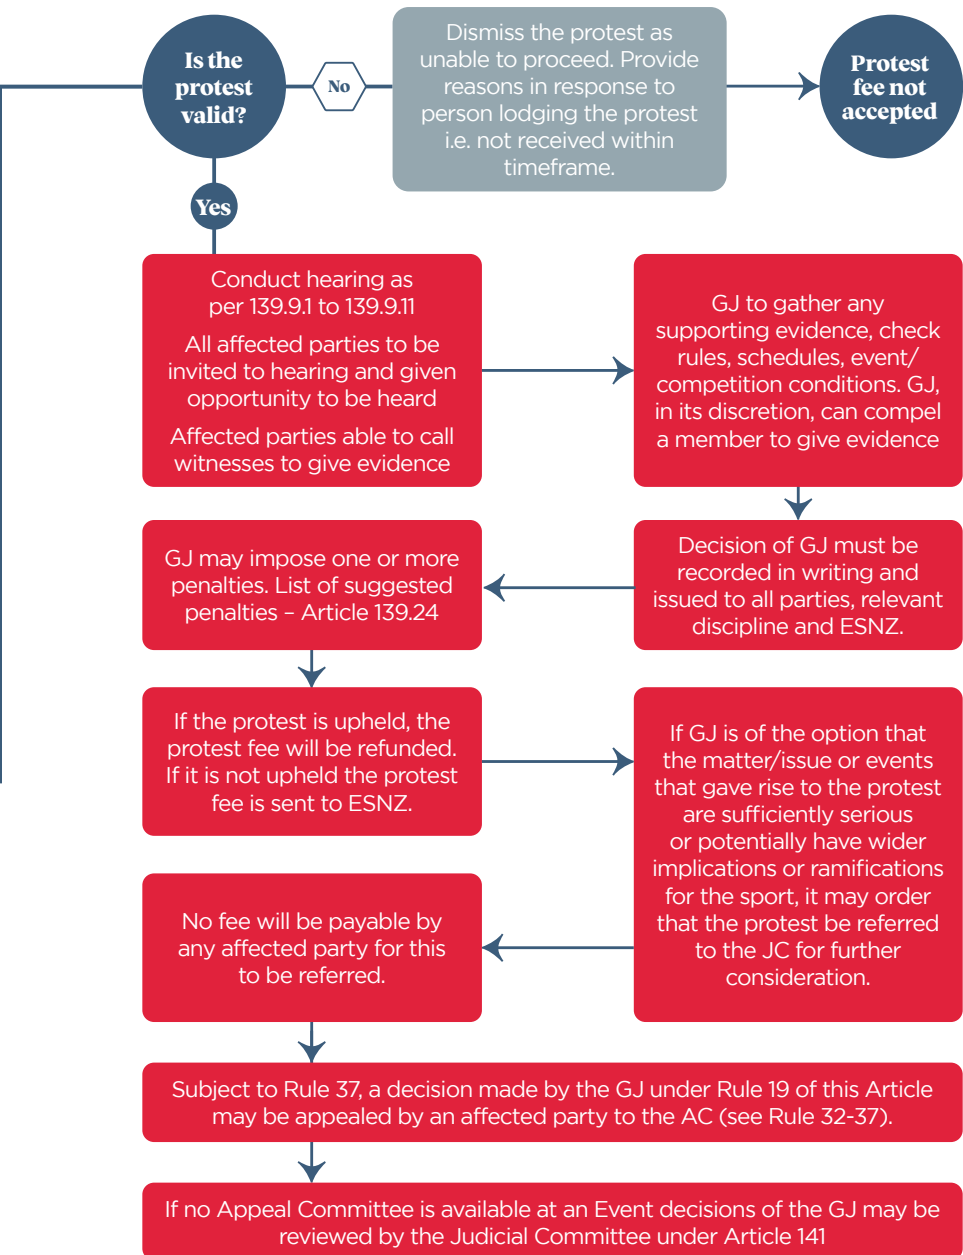 Is the
protest
valid?
No
Dismiss the protest as
unable to proceed. Provide
reasons in response to
person lodging the protest
i.e. not received within
timeframe.
Protest
fee not
accepted
Yes
Conduct hearing as
per 139.9.1 to 139.9.11
All affected parties to be
invited to hearing and given
opportunity to be heard
Affected parties able to call
witnesses to give evidence
GJ to gather any
supporting evidence, check
rules, schedules, event/
competition conditions. GJ,
in its discretion, can compel
a member to give evidence
Decision of GJ must be
recorded in writing and
issued to all parties, relevant
discipline and ESNZ.
GJ may impose one or more
penalties. List of suggested
penalties – Article 139.24
If the protest is upheld, the
protest fee will be refunded.
If it is not upheld the protest
fee is sent to ESNZ.
If GJ is of the option that
the matter/issue or events
that gave rise to the protest
are sufficiently serious
or potentially have wider
implications or ramifications
for the sport, it may order
that the protest be referred
to the JC for further
consideration.
No fee will be payable by
any affected party for this
to be referred.
Subject to Rule 37, a decision made by the GJ under Rule 19 of this Article
may be appealed by an affected party to the AC (see Rule 32-37).
If no Appeal Committee is available at an Event decisions of the GJ may be
reviewed by the Judicial Committee under Article 141